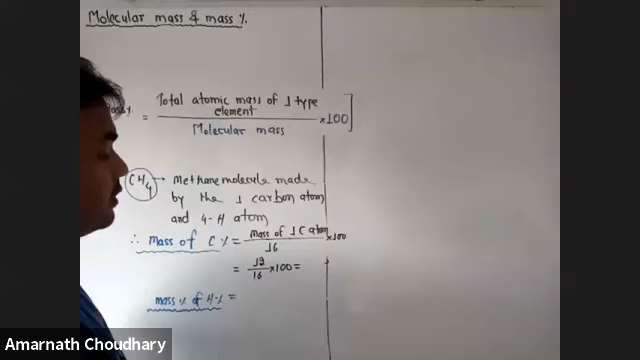 Molecular mass & mass %.
Total atomic mass of 1 type
element
= ×100]
Molecular mass
CH4 → Methane molecule made
by the 1 carbon atom
and 4-H atom
∴ mass of C % = mass of 1 C atom ×100
16
= 12/16 ×100 =
mass % of H % =
Amarnath Choudhary